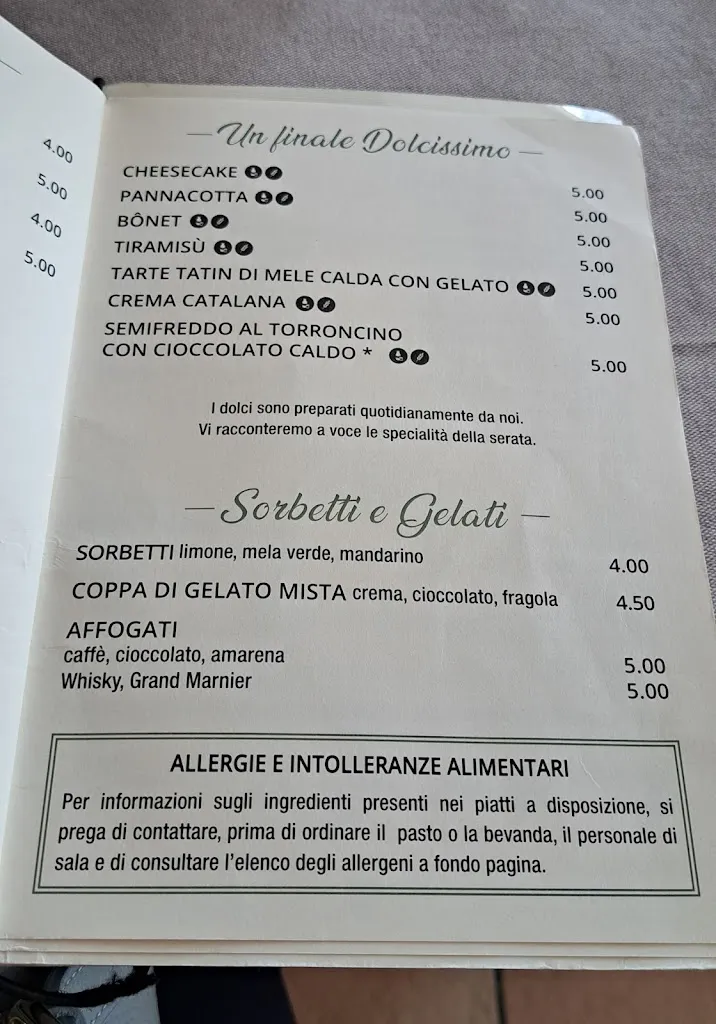 4.00
5.00
4.00
5.00
Un finale Dolcissimo
CHEESECAKE 5.00
PANNACOTTA 5.00
BÔNET 5.00
TIRAMISÙ 5.00
TARTE TATIN DI MELE CALDA CON GELATO 5.00
CREMA CATALANA 5.00
SEMIFREDDO AL TORRONCINO
CON CIOCCOLATO CALDO * 5.00
I dolci sono preparati quotidianamente da noi.
Vi racconteremo a voce le specialità della serata.
Sorbetti e Gelati
SORBETTI limone, mela verde, mandarino 4.00
COPPA DI GELATO MISTA crema, cioccolato, fragola 4.50
AFFOGATI
caffè, cioccolato, amarena 5.00
Whisky, Grand Marnier 5.00
ALLERGIE E INTOLLERANZE ALIMENTARI
Per informazioni sugli ingredienti presenti nei piatti a disposizione, si
prega di contattare, prima di ordinare il pasto o la bevanda, il personale di
sala e di consultare l'elenco degli allergeni a fondo pagina.